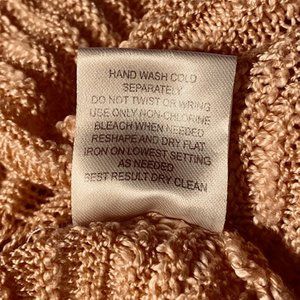 HAND WASH COLD
SEPARATELY
DO NOT TWIST OR WRING
USE ONLY NON-CHLORINE
BLEACH WHEN NEEDED
RESHAPE AND DRY FLAT
IRON ON LOWEST SETTING
AS NEEDED
BEST RESULT DRY CLEAN